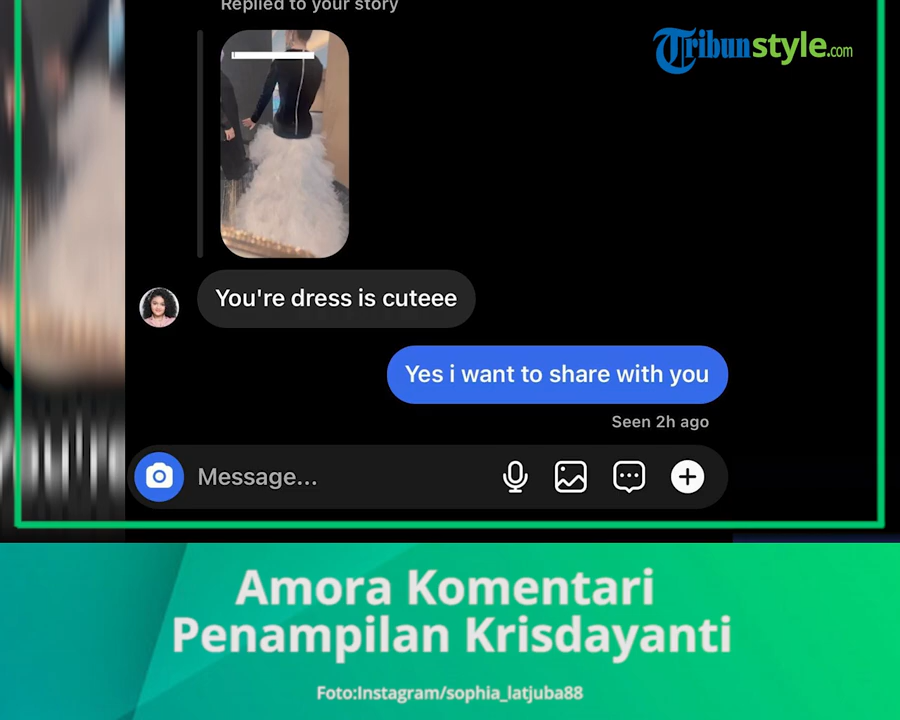 Replied to your story
Tribunstyle.com
You're dress is cuteee
Yes i want to share with you
Seen 2h ago
Message...
Amora Komentari
Penampilan Krisdayanti
Foto:Instagram/sophia_latjuba88